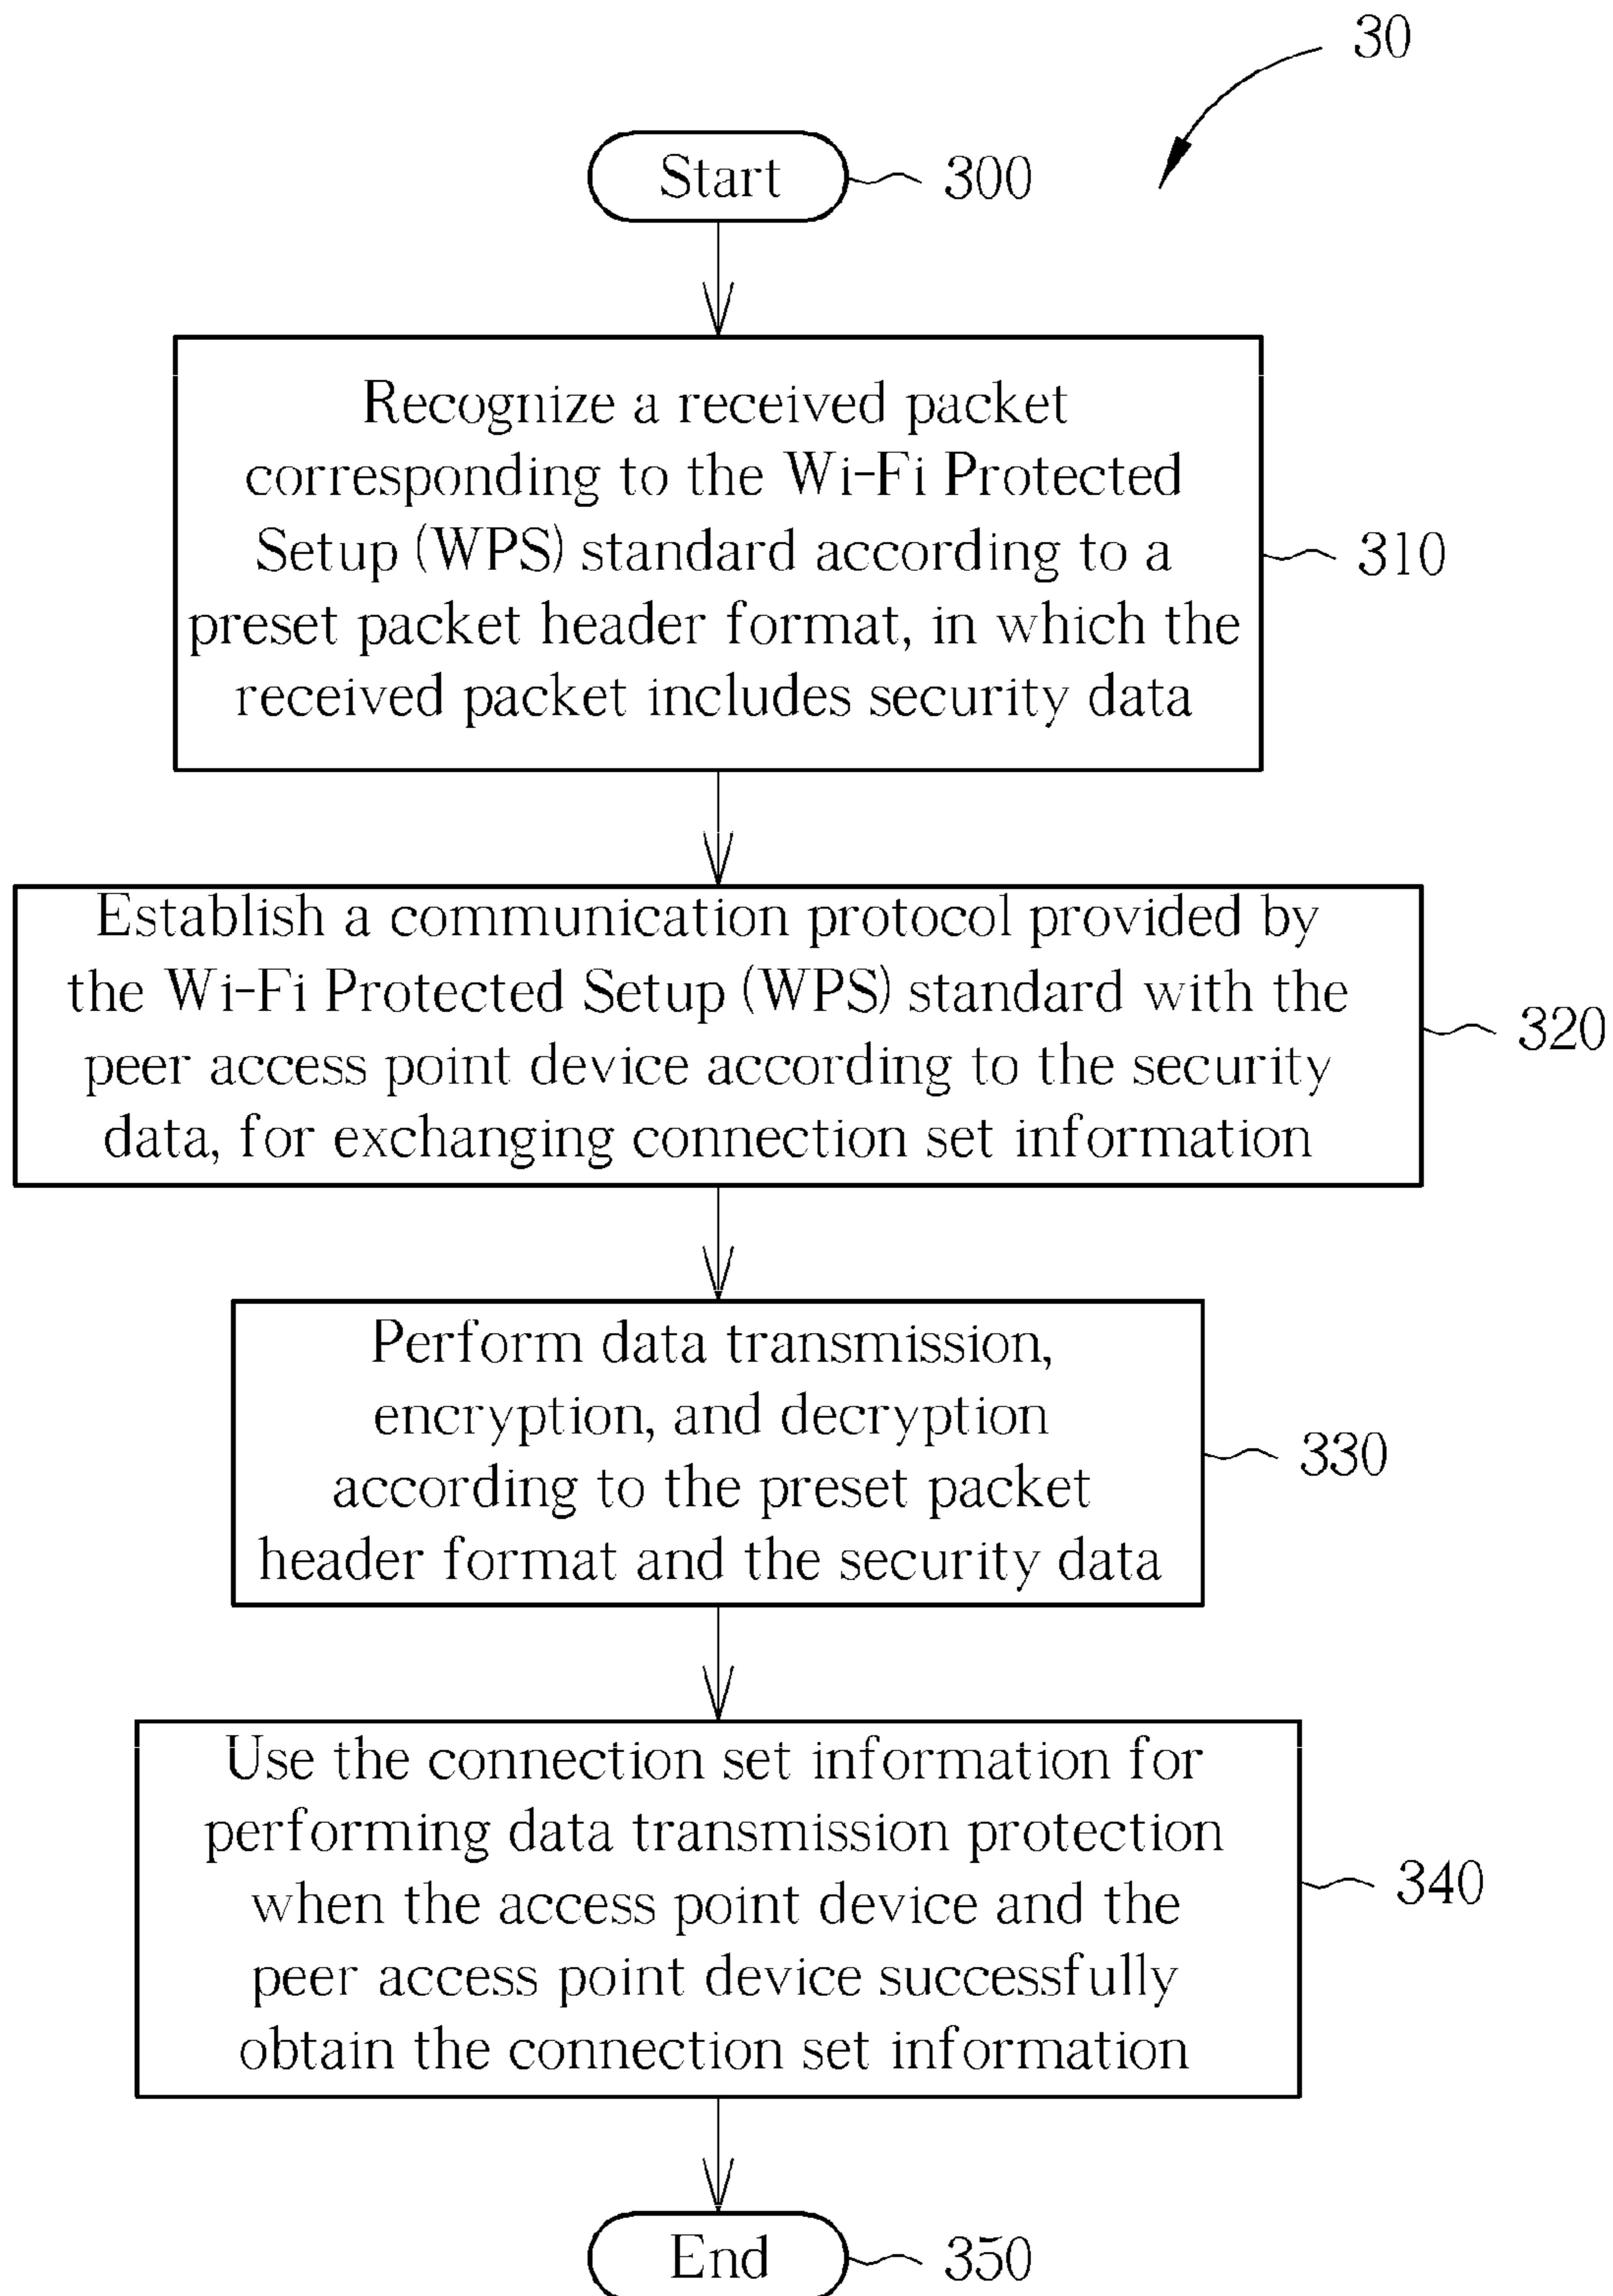 30
Start
300
Recognize a received packet
corresponding to the Wi-Fi Protected
Setup (WPS) standard according to a
preset packet header format, in which the
received packet includes security data
310
Establish a communication protocol provided by
the Wi-Fi Protected Setup (WPS) standard with the
peer access point device according to the security
data, for exchanging connection set information
320
Perform data transmission,
encryption, and decryption
according to the preset packet
header format and the security data
330
Use the connection set information for
performing data transmission protection
when the access point device and the
peer access point device successfully
obtain the connection set information
340
End
350